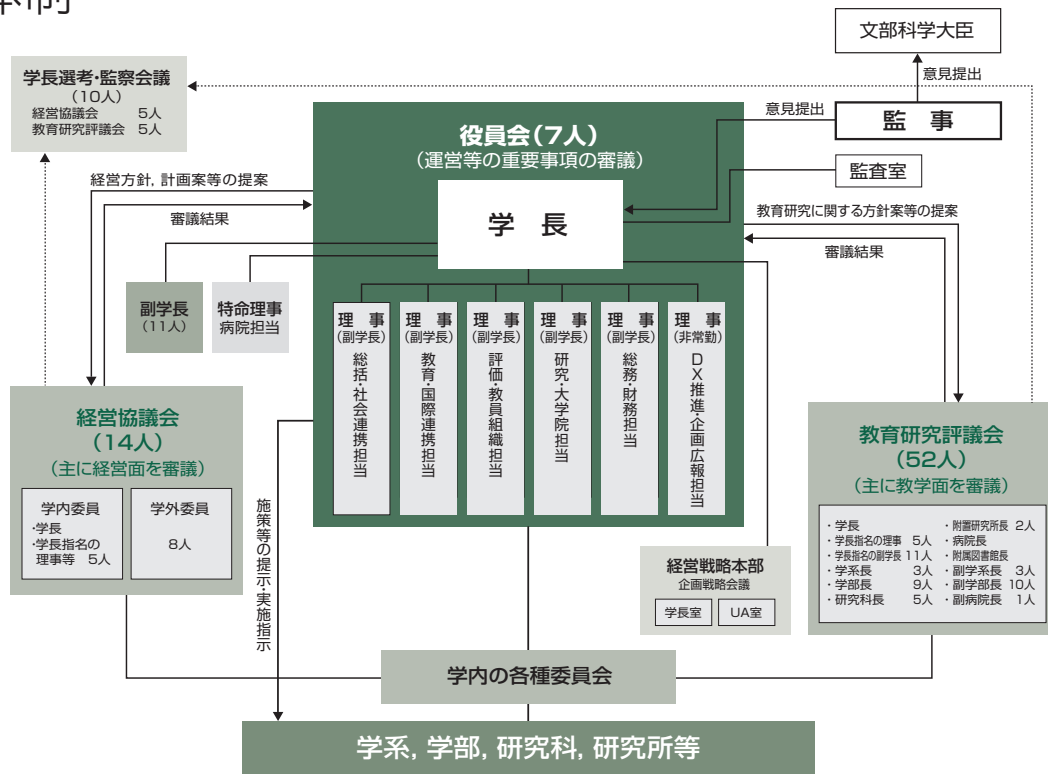 体制
文部科学大臣
意見提出
監　事
意見提出
監査室
学長選考・監察会議
(10人)
経営協議会　5人
教育研究評議会　5人
役員会(7人)
(運営等の重要事項の審議)
学　長
経営方針, 計画案等の提案
審議結果
教育研究に関する方針案等の提案
審議結果
副学長
(11人)
特命理事
病院担当
理　事
(副学長)
総括・社会連携担当
理　事
(副学長)
教育・国際連携担当
理　事
(副学長)
評価・教員組織担当
理　事
(副学長)
研究・大学院担当
理　事
(副学長)
総務・財務担当
理　事
(非常勤)
DX推進・企画広報担当
経営協議会
(14人)
(主に経営面を審議)
学内委員
・学長
・学長指名の
理事等　5人
学外委員
8人
施策等の提示・実施指示
教育研究評議会
(52人)
(主に教学面を審議)
・学長
・学長指名の理事　5人
・学長指名の副学長 11人
・学系長　3人
・学部長　9人
・研究科長　5人
・附置研究所長　2人
・病院長
・附属図書館長
・副学系長　3人
・副学部長　10人
・副病院長　1人
経営戦略本部
企画戦略会議
学長室
UA室
学内の各種委員会
学系, 学部, 研究科, 研究所等